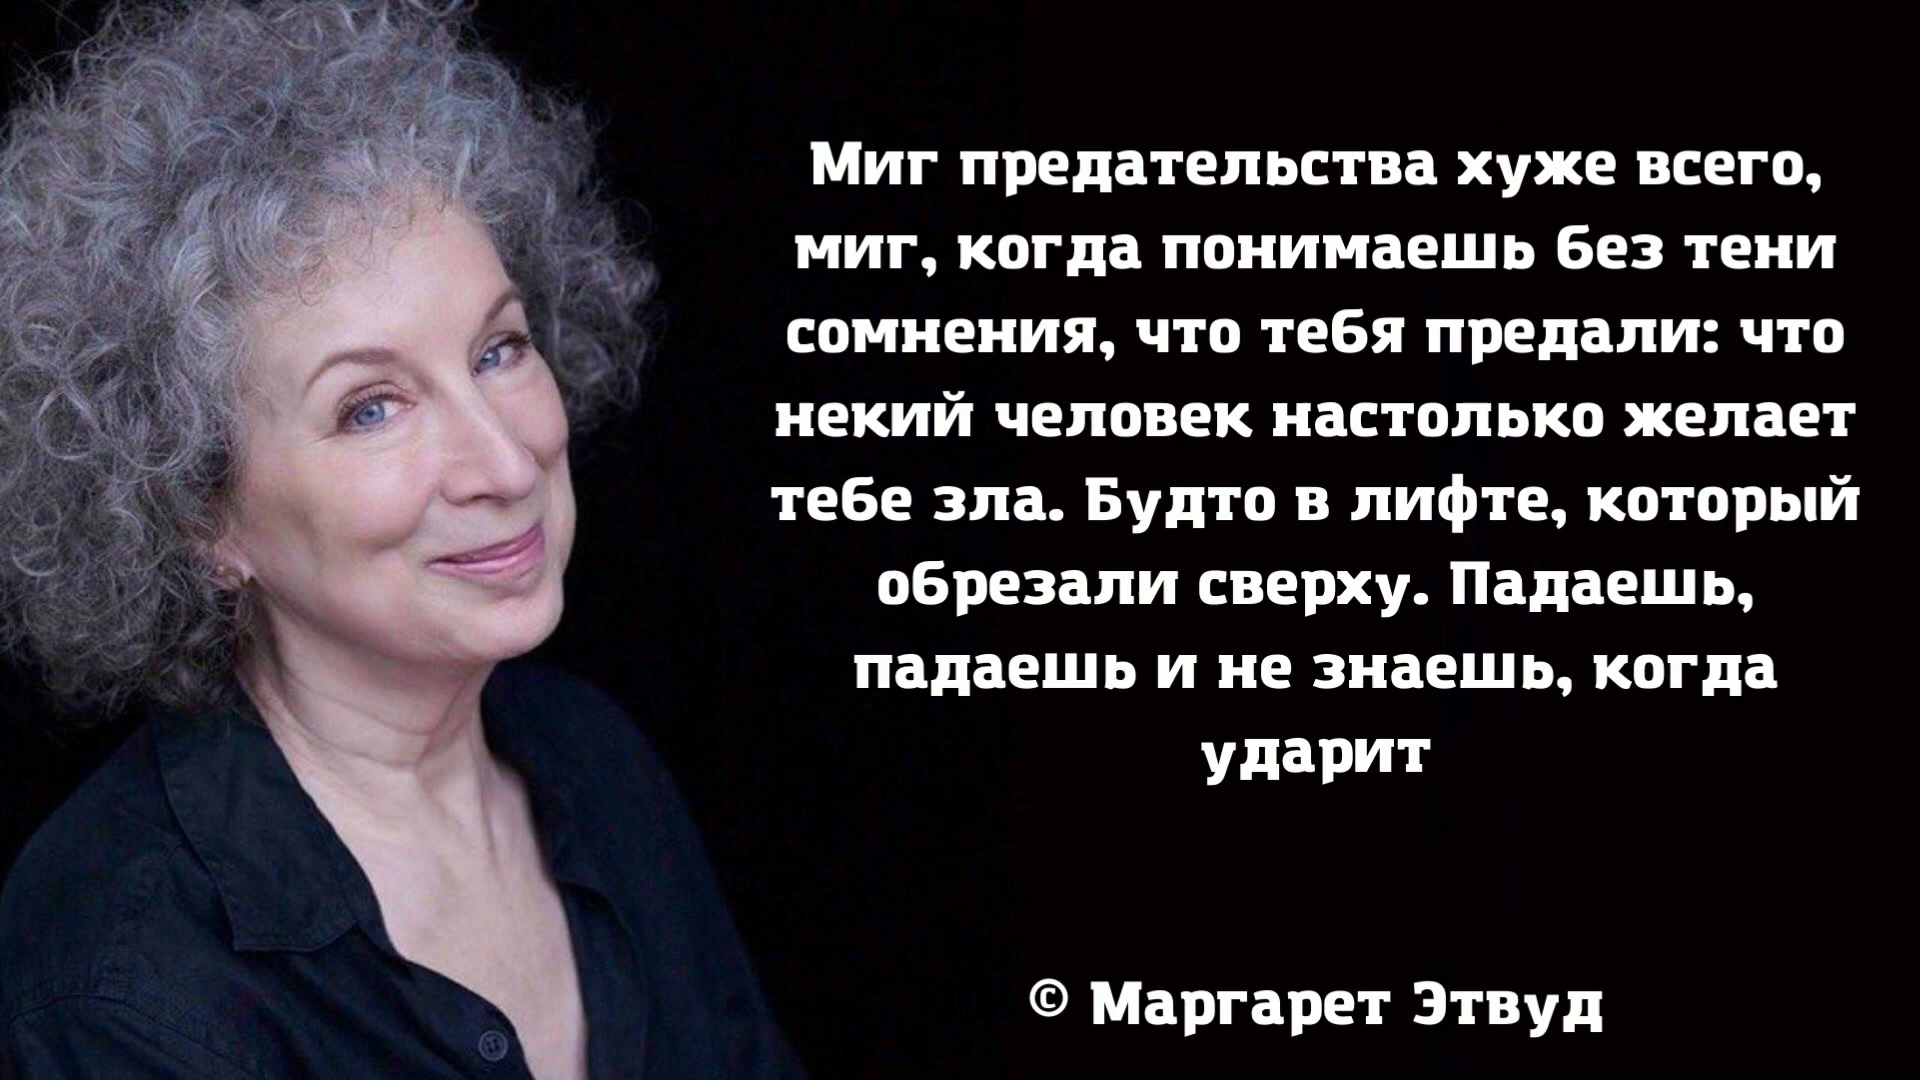 Миг предательства хуже всего,
миг, когда понимаешь без тени
сомнения, что тебя предали: что
некий человек настолько желает
тебе зла. Будто в лифте, который
обрезали сверху. Падаешь,
падаешь и не знаешь, когда
ударит
© Маргарет Этвуд